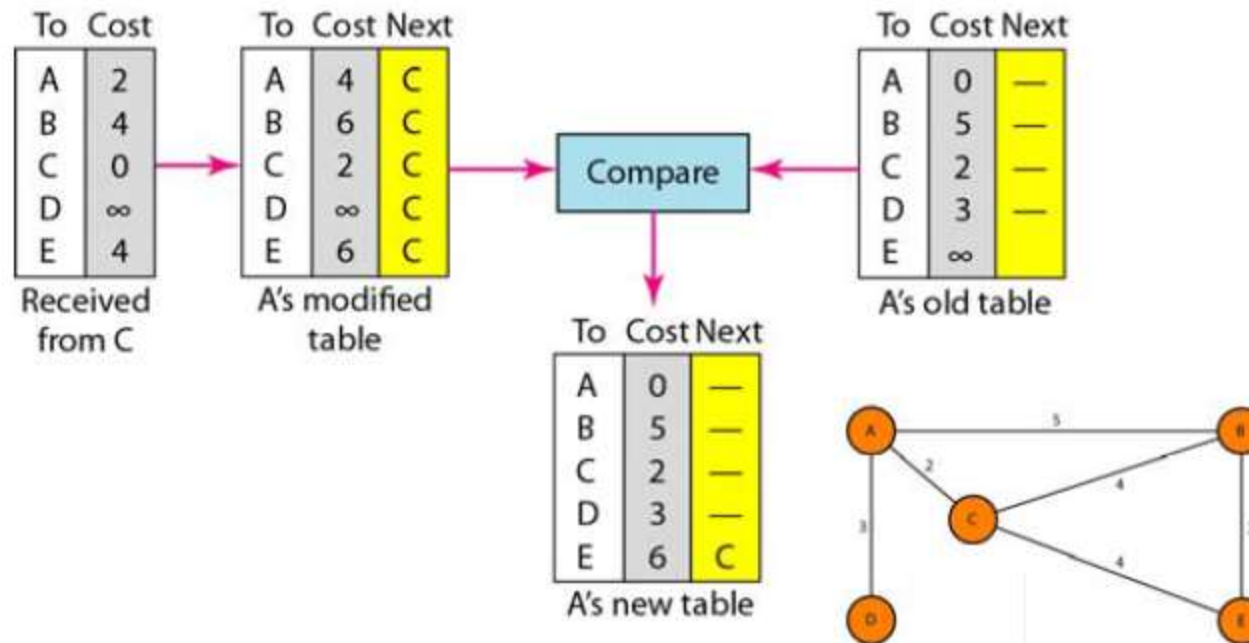 To Cost
A 2
B 4
C 0
D ∞
E 4
Received
from C
To Cost Next
A 4 C
B 6 C
C 2 C
D ∞ C
E 6 C
A's modified
table
Compare
To Cost Next
A 0 —
B 5 —
C 2 —
D 3 —
E ∞
A's old table
To Cost Next
A 0 —
B 5 —
C 2 —
D 3 —
E 6 C
A's new table
A
5
B
2
4
C
3
4
D
E